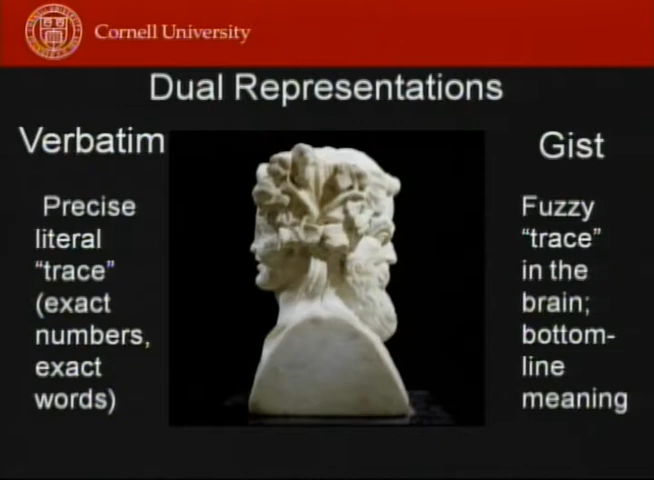 Cornell University
Dual Representations
Verbatim
Precise
literal
“trace”
(exact
numbers,
exact
words)
Gist
Fuzzy
“trace”
in the
brain;
bottom-
line
meaning